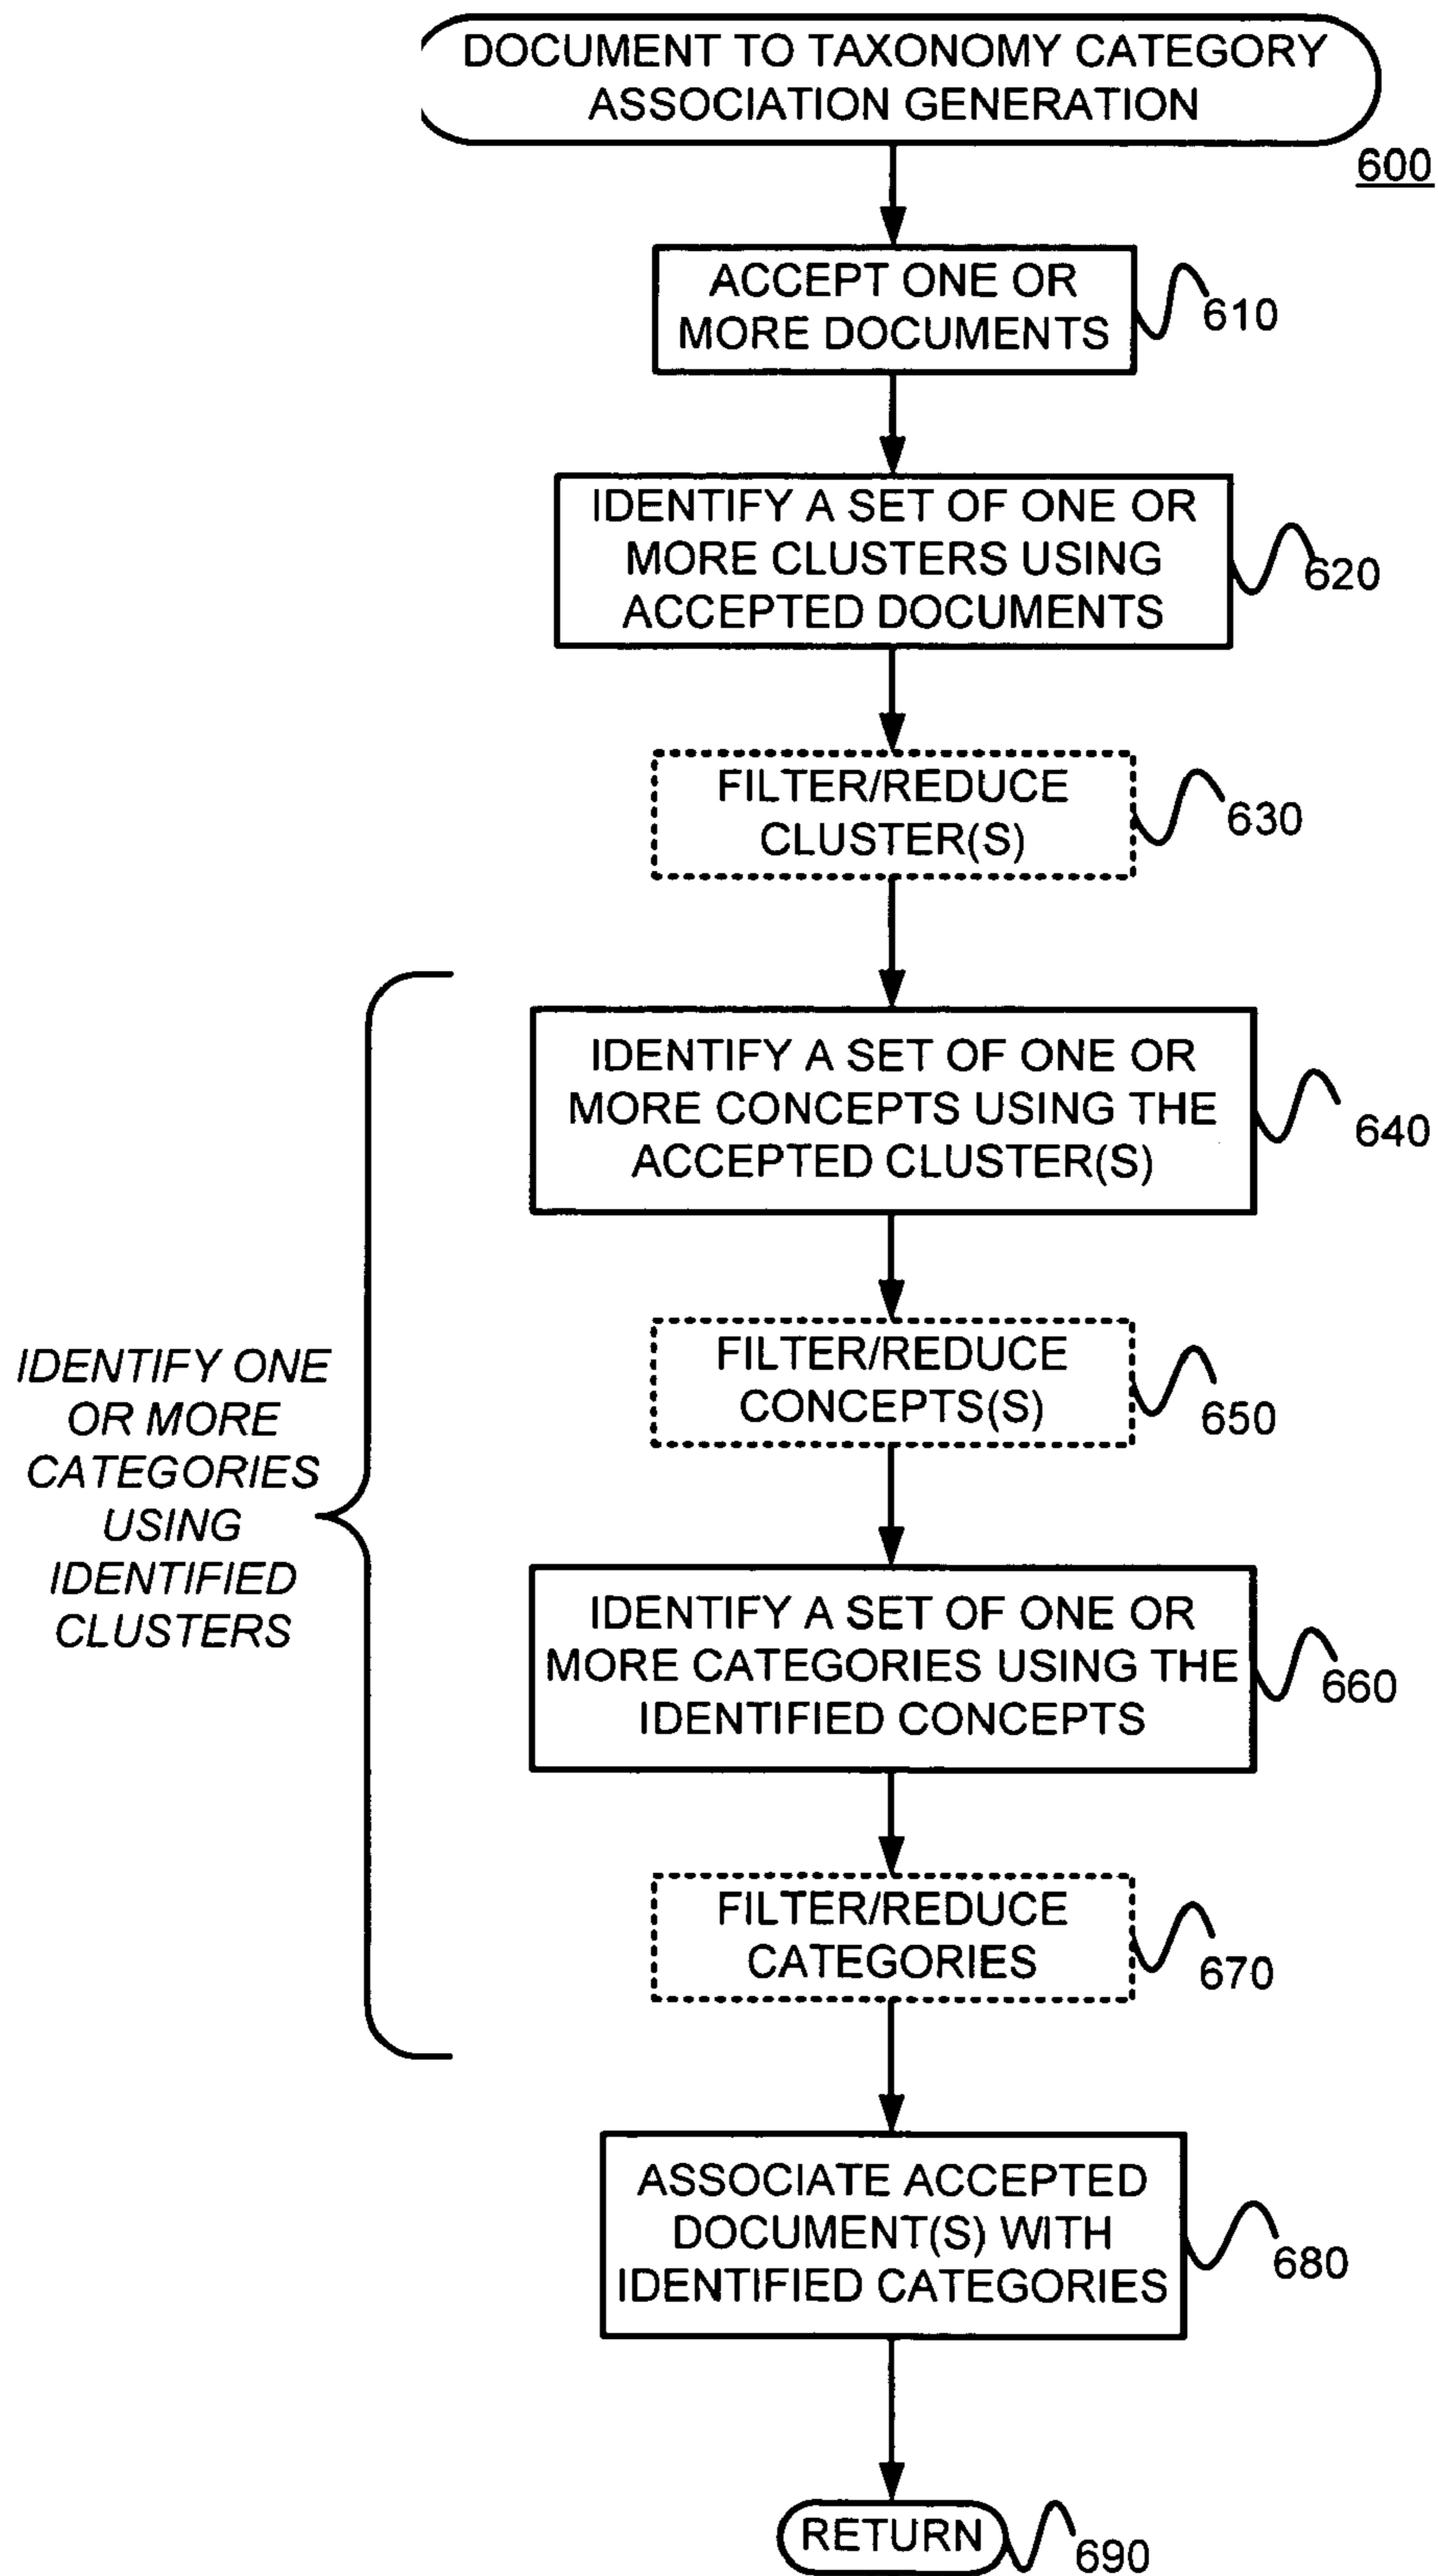 DOCUMENT TO TAXONOMY CATEGORY
ASSOCIATION GENERATION
600
ACCEPT ONE OR
MORE DOCUMENTS
610
IDENTIFY A SET OF ONE OR
MORE CLUSTERS USING
ACCEPTED DOCUMENTS
620
FILTER/REDUCE
CLUSTER(S)
630
IDENTIFY A SET OF ONE OR
MORE CONCEPTS USING THE
ACCEPTED CLUSTER(S)
640
FILTER/REDUCE
CONCEPTS(S)
650
IDENTIFY ONE
OR MORE
CATEGORIES
USING
IDENTIFIED
CLUSTERS
IDENTIFY A SET OF ONE OR
MORE CATEGORIES USING THE
IDENTIFIED CONCEPTS
660
FILTER/REDUCE
CATEGORIES
670
ASSOCIATE ACCEPTED
DOCUMENT(S) WITH
IDENTIFIED CATEGORIES
680
RETURN
690